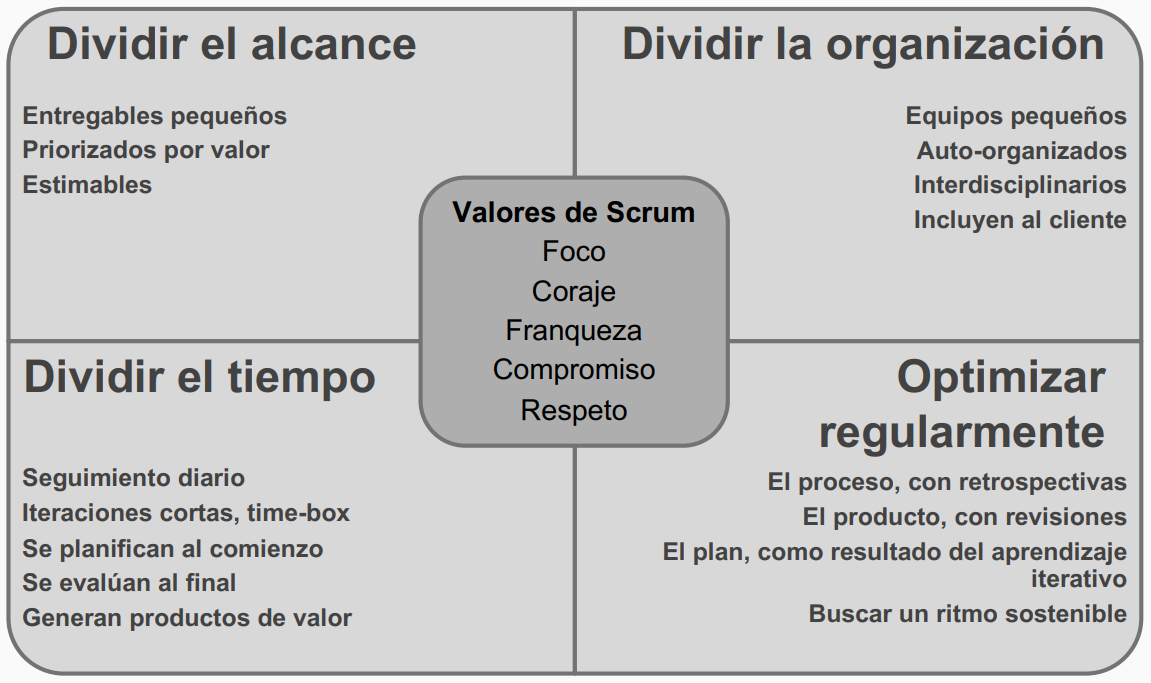 Dividir el alcance
Entregables pequeños
Priorizados por valor
Estimables
Dividir la organización
Equipos pequeños
Auto-organizados
Interdisciplinarios
Incluyen al cliente
Valores de Scrum
Foco
Coraje
Franqueza
Compromiso
Respeto
Dividir el tiempo
Seguimiento diario
Iteraciones cortas, time-box
Se planifican al comienzo
Se evalúan al final
Generan productos de valor
Optimizar
regularmente
El proceso, con retrospectivas
El producto, con revisiones
El plan, como resultado del aprendizaje
iterativo
Buscar un ritmo sostenible